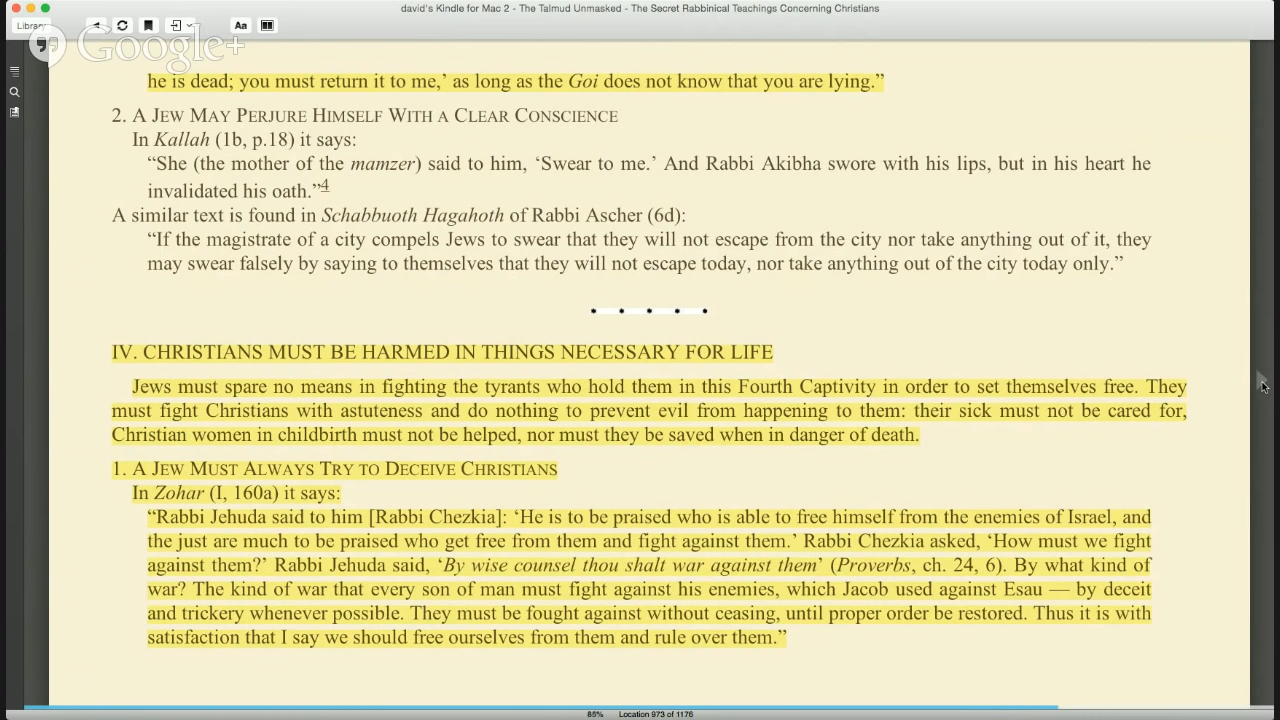 david's Kindle for Mac 2 - The Talmud Unmasked - The Secret Rabbinical Teachings Concerning Christians
Library
Aa
Google+
he is dead; you must return it to me,’ as long as the Goi does not know that you are lying.”
2. A JEW MAY PERJURE HIMSELF WITH A CLEAR CONSCIENCE
In Kallah (1b, p.18) it says:
“She (the mother of the mamzer) said to him, ‘Swear to me.’ And Rabbi Akibha swore with his lips, but in his heart he
invalidated his oath.”4
A similar text is found in Schabbuoth Hagahoth of Rabbi Ascher (6d):
“If the magistrate of a city compels Jews to swear that they will not escape from the city nor take anything out of it, they
may swear falsely by saying to themselves that they will not escape today, nor take anything out of the city today only.”
IV. CHRISTIANS MUST BE HARMED IN THINGS NECESSARY FOR LIFE
Jews must spare no means in fighting the tyrants who hold them in this Fourth Captivity in order to set themselves free. They
must fight Christians with astuteness and do nothing to prevent evil from happening to them: their sick must not be cared for,
Christian women in childbirth must not be helped, nor must they be saved when in danger of death.
1. A JEW MUST ALWAYS TRY TO DECEIVE CHRISTIANS
In Zohar (I, 160a) it says:
“Rabbi Jehuda said to him [Rabbi Chezkia]: ‘He is to be praised who is able to free himself from the enemies of Israel, and
the just are much to be praised who get free from them and fight against them.’ Rabbi Chezkia asked, ‘How must we fight
against them?’ Rabbi Jehuda said, ‘By wise counsel thou shalt war against them’ (Proverbs, ch. 24, 6). By what kind of
war? The kind of war that every son of man must fight against his enemies, which Jacob used against Esau — by deceit
and trickery whenever possible. They must be fought against without ceasing, until proper order be restored. Thus it is with
satisfaction that I say we should free ourselves from them and rule over them.”
85% Location 973 of 1176